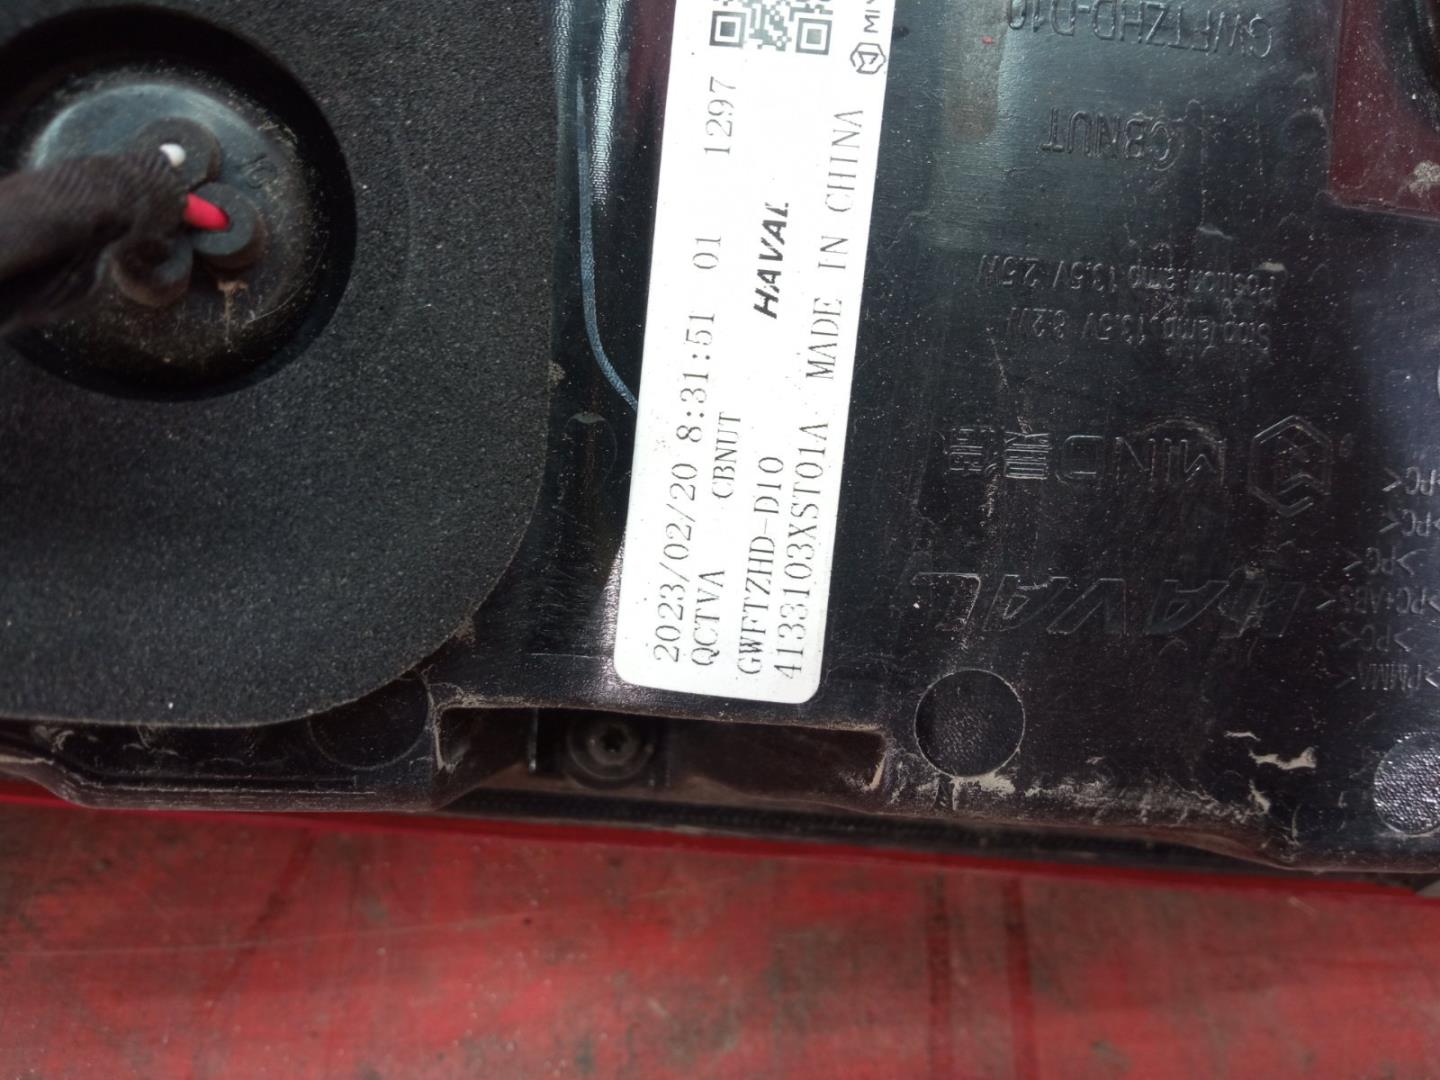 2023/02/20 8:31:51 01 1297
QCTVA CBNUT
HAVAL
GWFTZHD-D10
4133103XST01A MADE IN CHINA
GWFTZHD-D10
CBNUT
Position lamp 13.5V 2.5W
Stop lamp 13.5V 8.2W
MIND
HAVAL
>PC<
>PC<
>PC<
>PC+ABS<
>PC<
>PMMA<